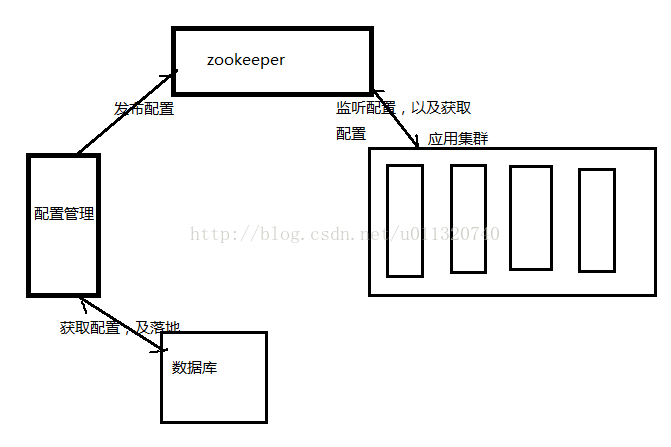 zookeeper
发布配置
监听配置，以及获取
配置
应用集群
配置管理
http://blog.csdn.net/u011320740
获取配置，及落地
数据库